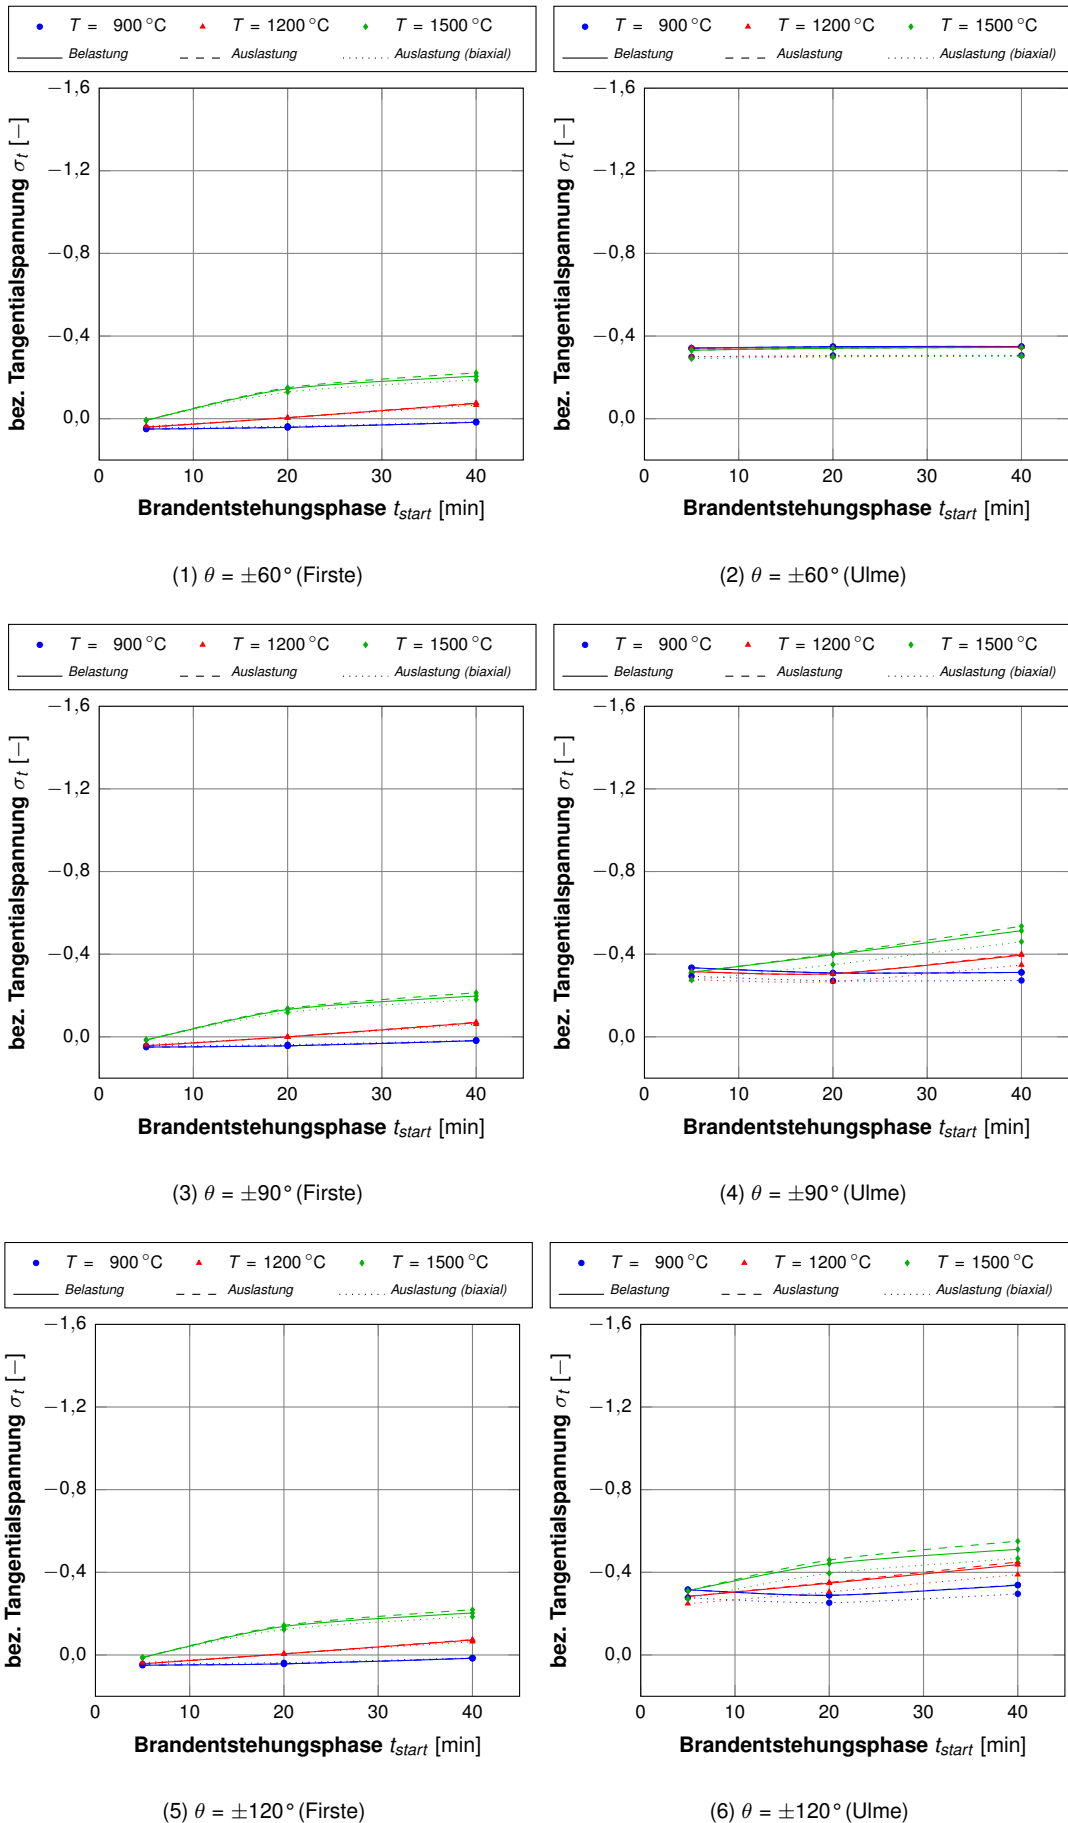 T = 900 °C T = 1200 °C T = 1500 °C T = 900 °C T = 1200 °C T = 1500 °C
Belastung Auslastung Auslastung (biaxial) Belastung Auslastung Auslastung (biaxial)
−1,6 −1,6
−1,2 −1,2
−0,8 −0,8
−0,4 −0,4
0,0 0,0
bez. Tangentialspannung σt [−] bez. Tangentialspannung σt [−]
0 10 20 30 40 0 10 20 30 40
Brandentstehungsphase tstart [min] Brandentstehungsphase tstart [min]
(1) θ = ±60° (Firste) (2) θ = ±60° (Ulme)
T = 900 °C T = 1200 °C T = 1500 °C T = 900 °C T = 1200 °C T = 1500 °C
Belastung Auslastung Auslastung (biaxial) Belastung Auslastung Auslastung (biaxial)
−1,6 −1,6
−1,2 −1,2
−0,8 −0,8
−0,4 −0,4
0,0 0,0
bez. Tangentialspannung σt [−] bez. Tangentialspannung σt [−]
0 10 20 30 40 0 10 20 30 40
Brandentstehungsphase tstart [min] Brandentstehungsphase tstart [min]
(3) θ = ±90° (Firste) (4) θ = ±90° (Ulme)
T = 900 °C T = 1200 °C T = 1500 °C T = 900 °C T = 1200 °C T = 1500 °C
Belastung Auslastung Auslastung (biaxial) Belastung Auslastung Auslastung (biaxial)
−1,6 −1,6
−1,2 −1,2
−0,8 −0,8
−0,4 −0,4
0,0 0,0
bez. Tangentialspannung σt [−] bez. Tangentialspannung σt [−]
0 10 20 30 40 0 10 20 30 40
Brandentstehungsphase tstart [min] Brandentstehungsphase tstart [min]
(5) θ = ±120° (Firste) (6) θ = ±120° (Ulme)